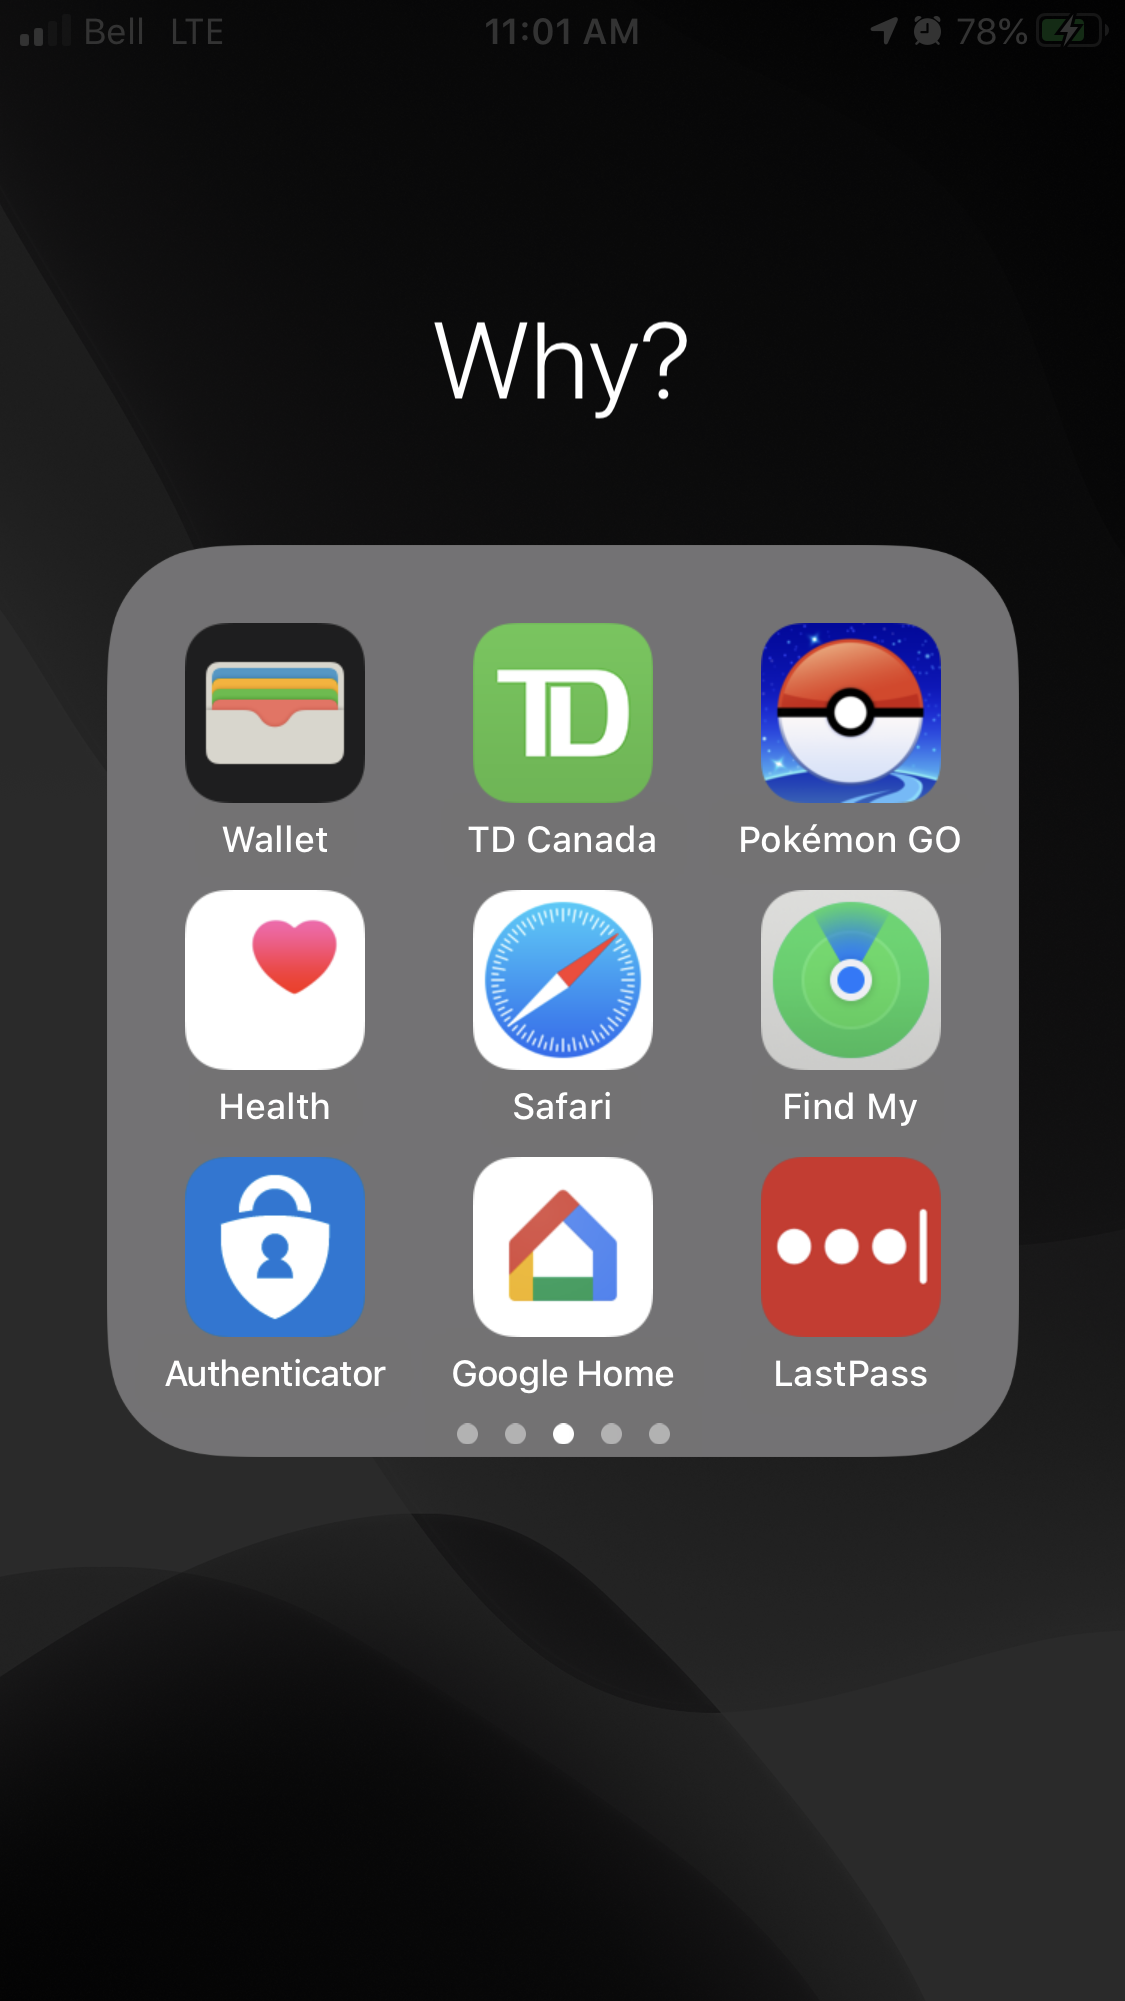 Bell LTE 11:01 AM 78%
Why?
TD
Wallet TD Canada Pokémon GO
Health Safari Find My
Authenticator Google Home LastPass